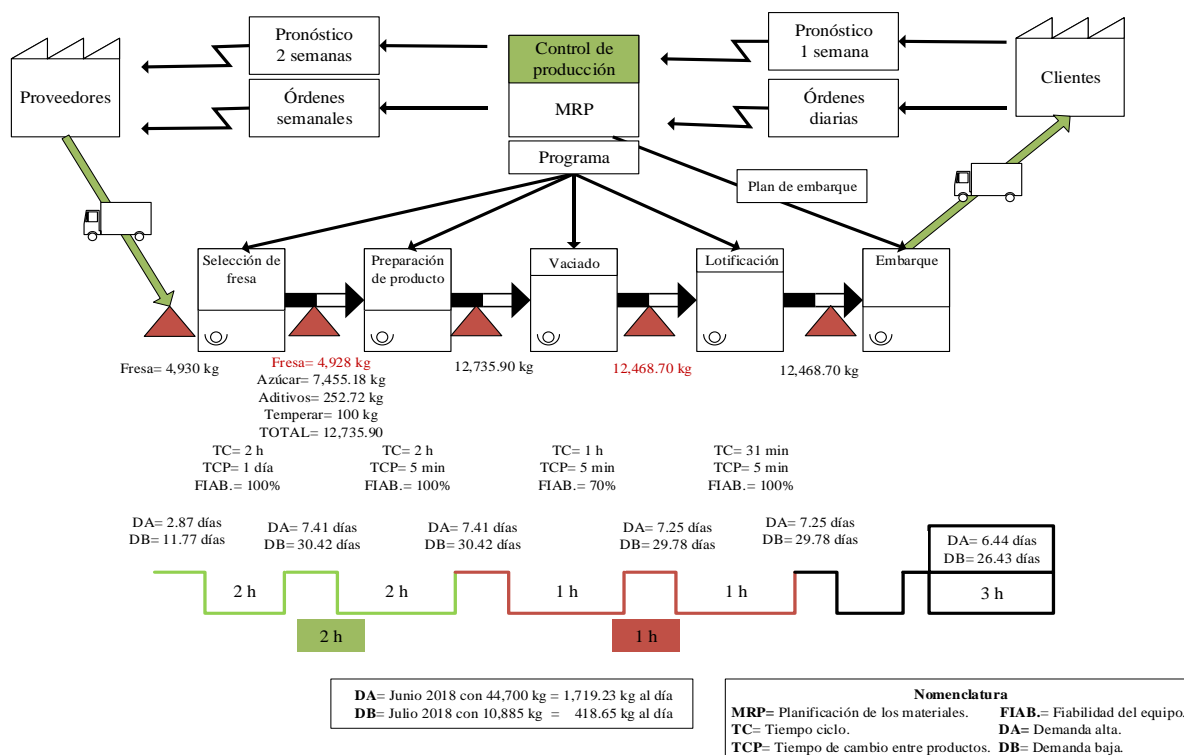 Proveedores
Pronóstico
2 semanas
Órdenes
semanales
Control de
producción
MRP
Programa
Pronóstico
1 semana
Órdenes
diarias
Clientes
Plan de embarque
Selección de
fresa
Preparación
de producto
Vaciado
Lotificación
Embarque
Fresa= 4,930 kg
Fresa= 4,928 kg
Azúcar= 7,455.18 kg
Aditivos= 252.72 kg
Temperar= 100 kg
TOTAL= 12,735.90
12,735.90 kg
12,468.70 kg
12,468.70 kg
TC= 2 h
TCP= 1 día
FIAB.= 100%
TC= 2 h
TCP= 5 min
FIAB.= 100%
TC= 1 h
TCP= 5 min
FIAB.= 70%
TC= 31 min
TCP= 5 min
FIAB.= 100%
DA= 2.87 días
DB= 11.77 días
DA= 7.41 días
DB= 30.42 días
DA= 7.41 días
DB= 30.42 días
DA= 7.25 días
DB= 29.78 días
DA= 7.25 días
DB= 29.78 días
DA= 6.44 días
DB= 26.43 días
2 h
2 h
1 h
1 h
3 h
2 h
1 h
DA= Junio 2018 con 44,700 kg = 1,719.23 kg al día
DB= Julio 2018 con 10,885 kg = 418.65 kg al día
Nomenclatura
MRP= Planificación de los materiales. FIAB.= Fiabilidad del equipo.
TC= Tiempo ciclo. DA= Demanda alta.
TCP= Tiempo de cambio entre productos. DB= Demanda baja.